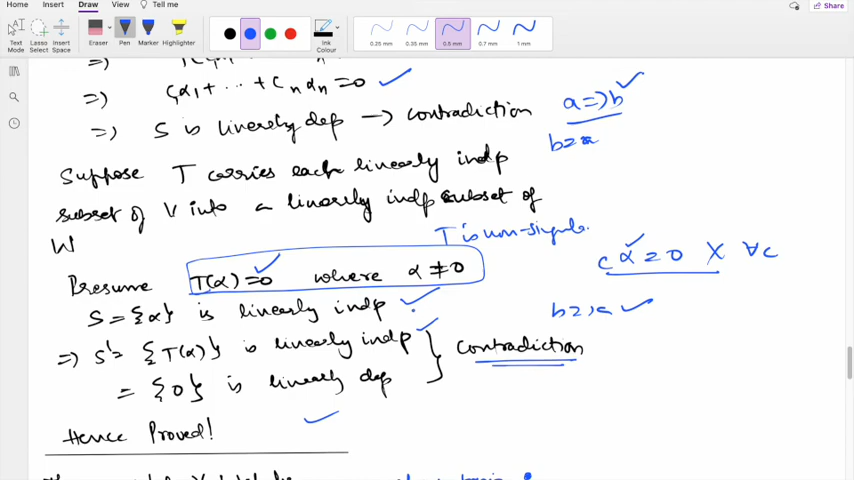 Home Insert Draw View Tell me
Share
Text Mode
Lasso Select
Insert Space
Eraser
Pen
Marker
Highlighter
Ink Colour
0.25 mm 0.35 mm 0.5 mm 0.7 mm 1 mm
=) C₁α₁ + ... + Cₙαₙ = 0 ✓
=) S is linearly dep → contradiction
a => b ✓
b =>
Suppose T carries each linearly indp
subset of V into a linearly indp subset of
W
T is non-singula.
Presume T(α) = 0 where α ≠ 0
c α = 0 X ∀c
S = {α} is linearly indp ✓
b => a ✓
=) S' = {T(α)} is linearly indp
= {0} is linearly dep
} contradiction
Hence Proved!